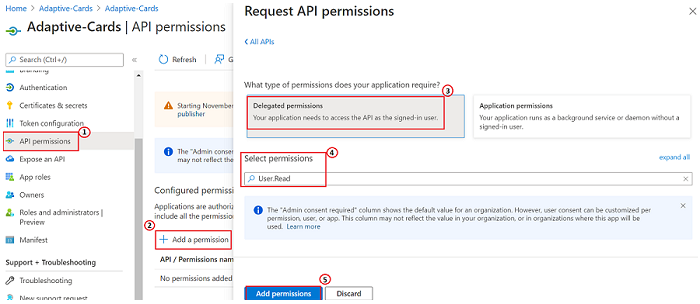 Home > Adaptive-Cards > Adaptive-Cards
Adaptive-Cards | API permissions
Search (Ctrl+/)
«
Refresh
Branding
Authentication
Certificates & secrets
Token configuration
1
API permissions
Expose an API
App roles
Owners
Roles and administrators |
Preview
Manifest
Support + Troubleshooting
Troubleshooting
New support request
Starting November
publisher
The "Admin consent
may not reflect the
Configured permissions
Applications are authoriz
include all the permission
2
+ Add a permission
API / Permissions name
No permissions added
Request API permissions
All APIs
What type of permissions does your application require?
3
Delegated permissions
Your application needs to access the API as the signed-in user.
Application permissions
Your application runs as a background service or daemon without a
signed-in user.
4
Select permissions
expand all
User.Read
The "Admin consent required" column shows the default value for an organization. However, user consent can be customized per
permission, user, or app. This column may not reflect the value in your organization, or in organizations where this app will be
used. Learn more
5
Add permissions
Discard